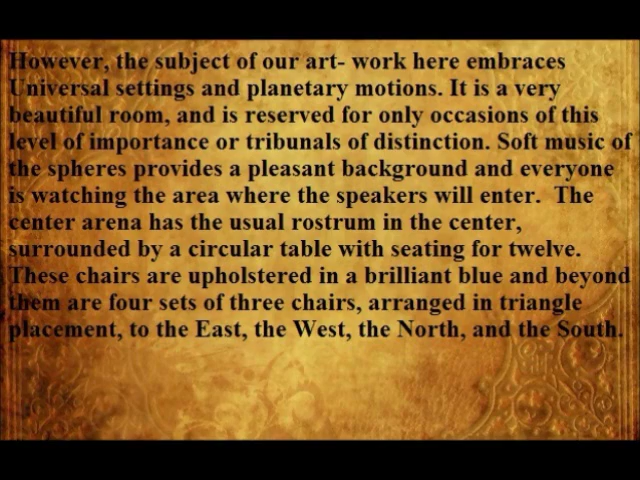 However, the subject of our art- work here embraces
Universal settings and planetary motions. It is a very
beautiful room, and is reserved for only occasions of this
level of importance or tribunals of distinction. Soft music of
the spheres provides a pleasant background and everyone
is watching the area where the speakers will enter.  The
center arena has the usual rostrum in the center,
surrounded by a circular table with seating for twelve.
These chairs are upholstered in a brilliant blue and beyond
them are four sets of three chairs, arranged in triangle
placement, to the East, the West, the North, and the South.